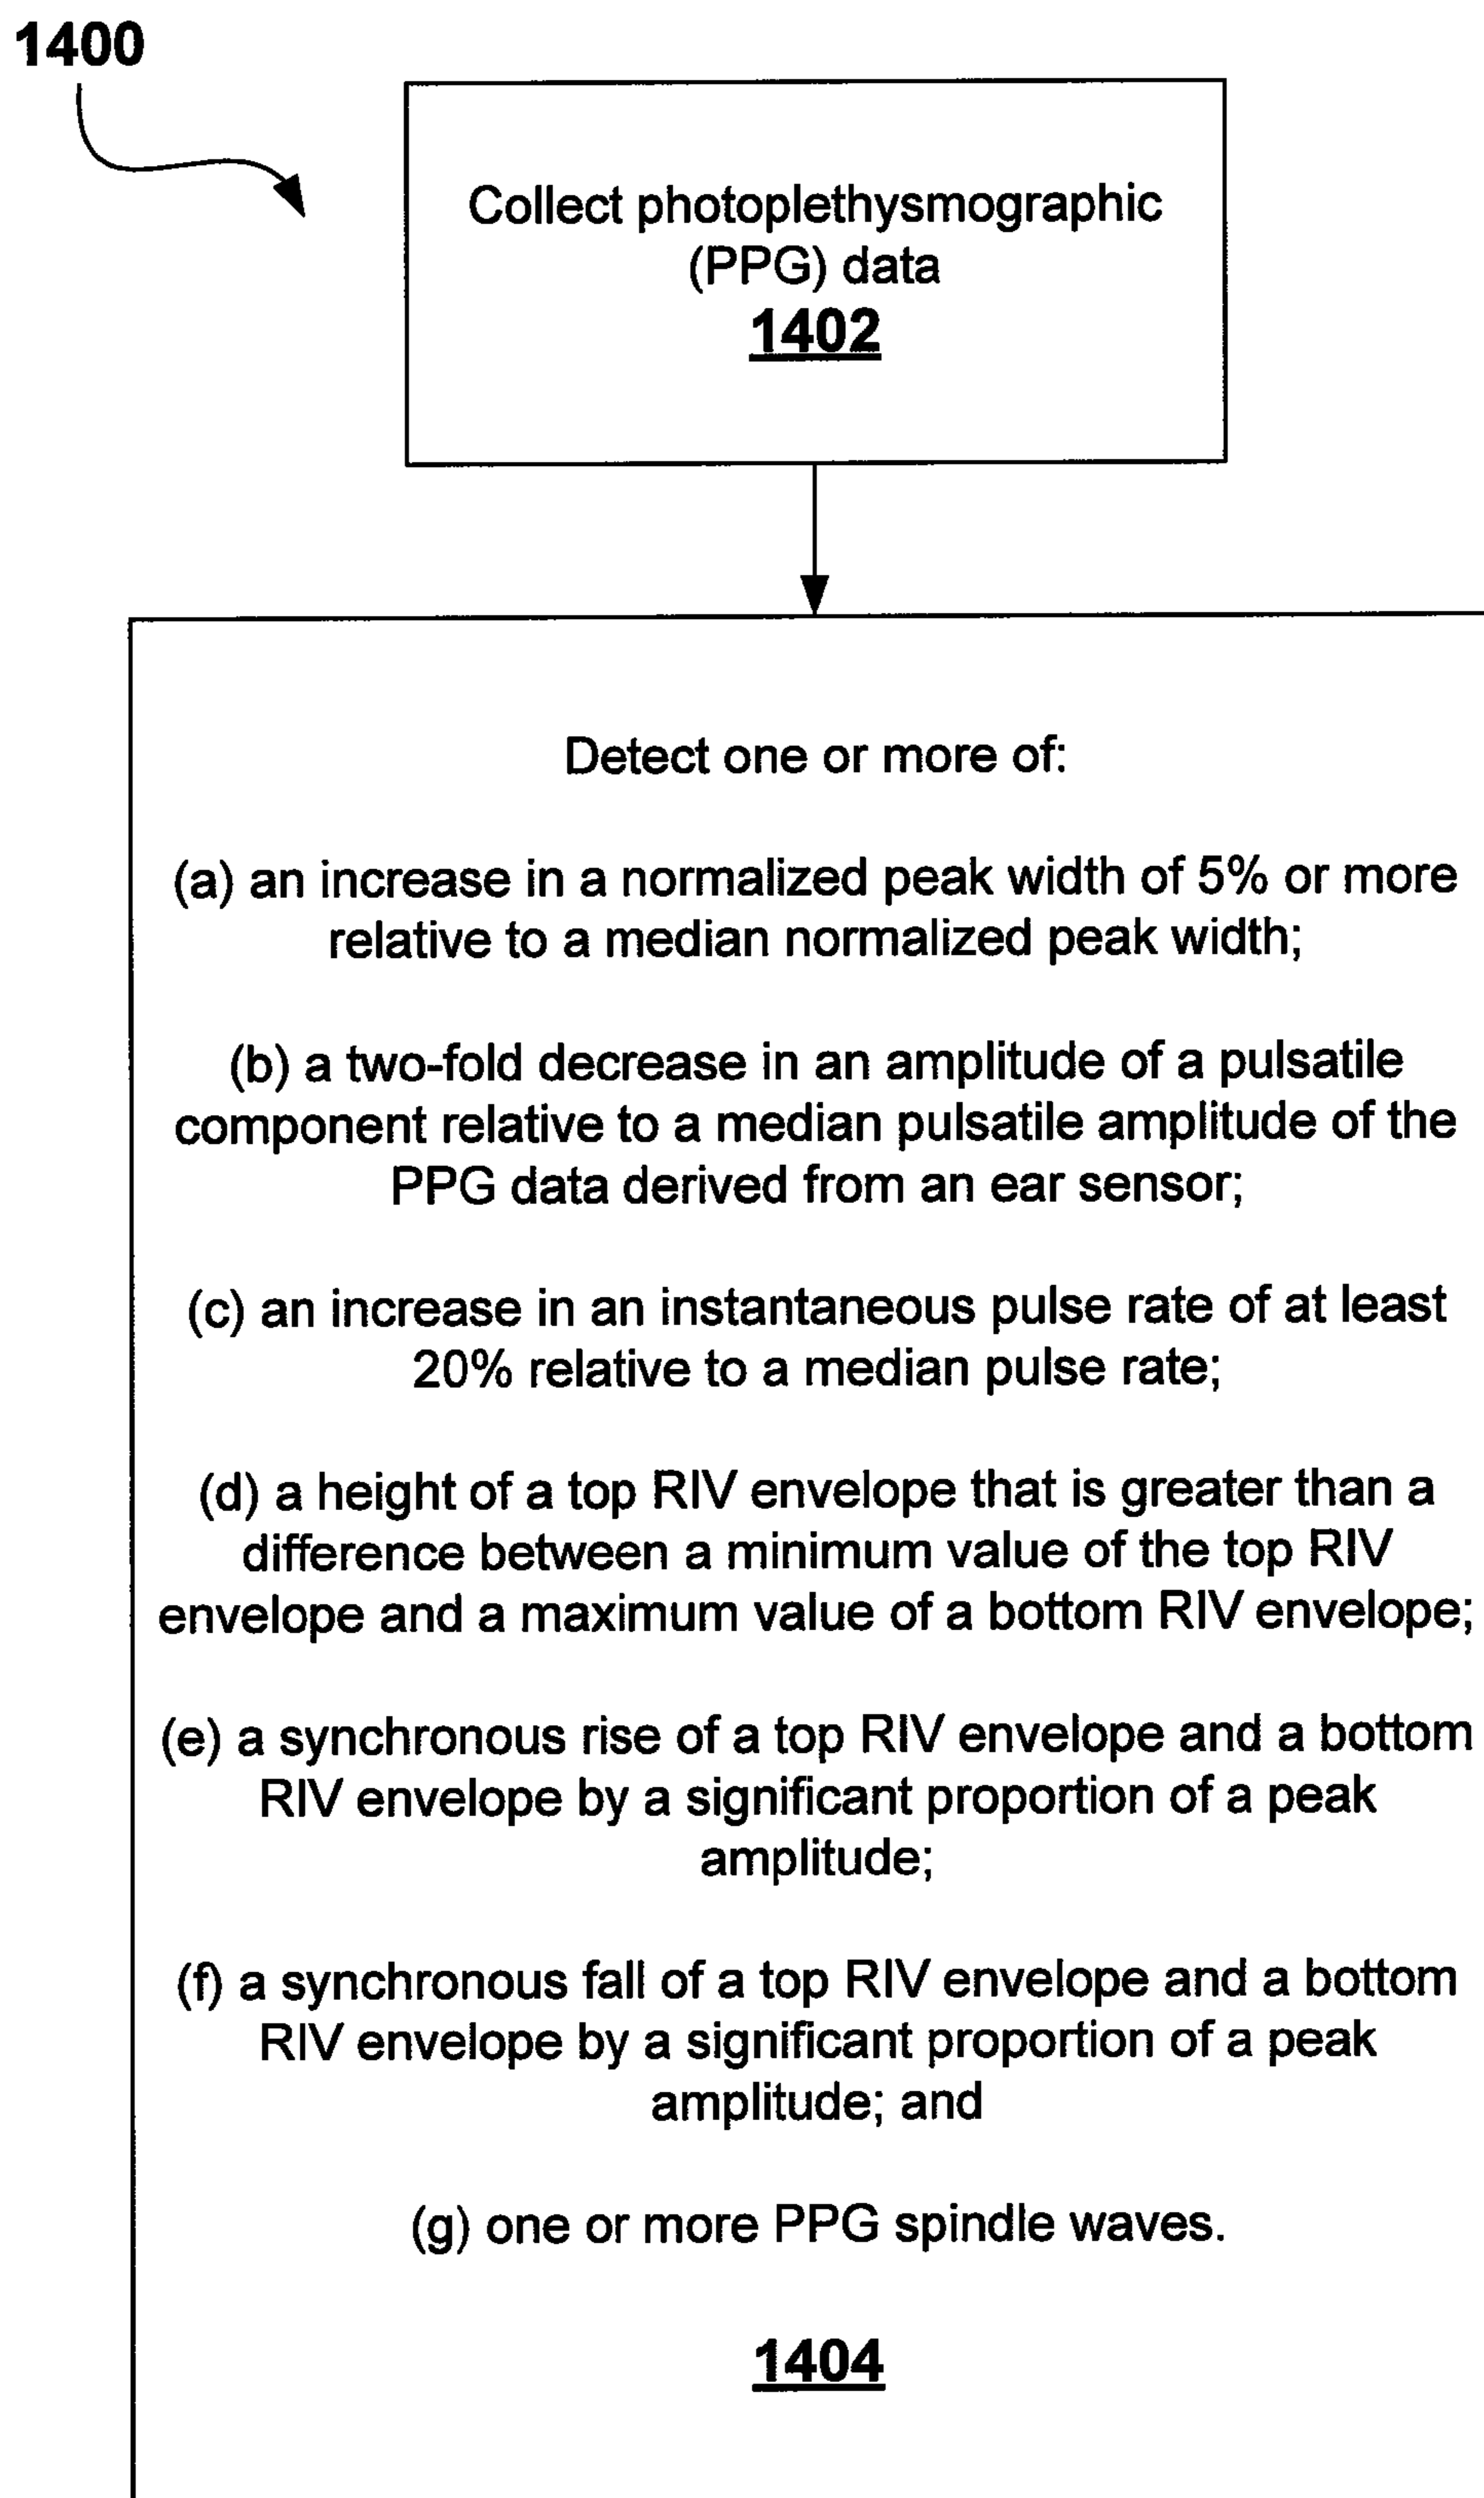 1400
Collect photoplethysmographic
(PPG) data
1402
Detect one or more of:
(a) an increase in a normalized peak width of 5% or more
relative to a median normalized peak width;
(b) a two-fold decrease in an amplitude of a pulsatile
component relative to a median pulsatile amplitude of the
PPG data derived from an ear sensor;
(c) an increase in an instantaneous pulse rate of at least
20% relative to a median pulse rate;
(d) a height of a top RIV envelope that is greater than a
difference between a minimum value of the top RIV
envelope and a maximum value of a bottom RIV envelope;
(e) a synchronous rise of a top RIV envelope and a bottom
RIV envelope by a significant proportion of a peak
amplitude;
(f) a synchronous fall of a top RIV envelope and a bottom
RIV envelope by a significant proportion of a peak
amplitude; and
(g) one or more PPG spindle waves.
1404